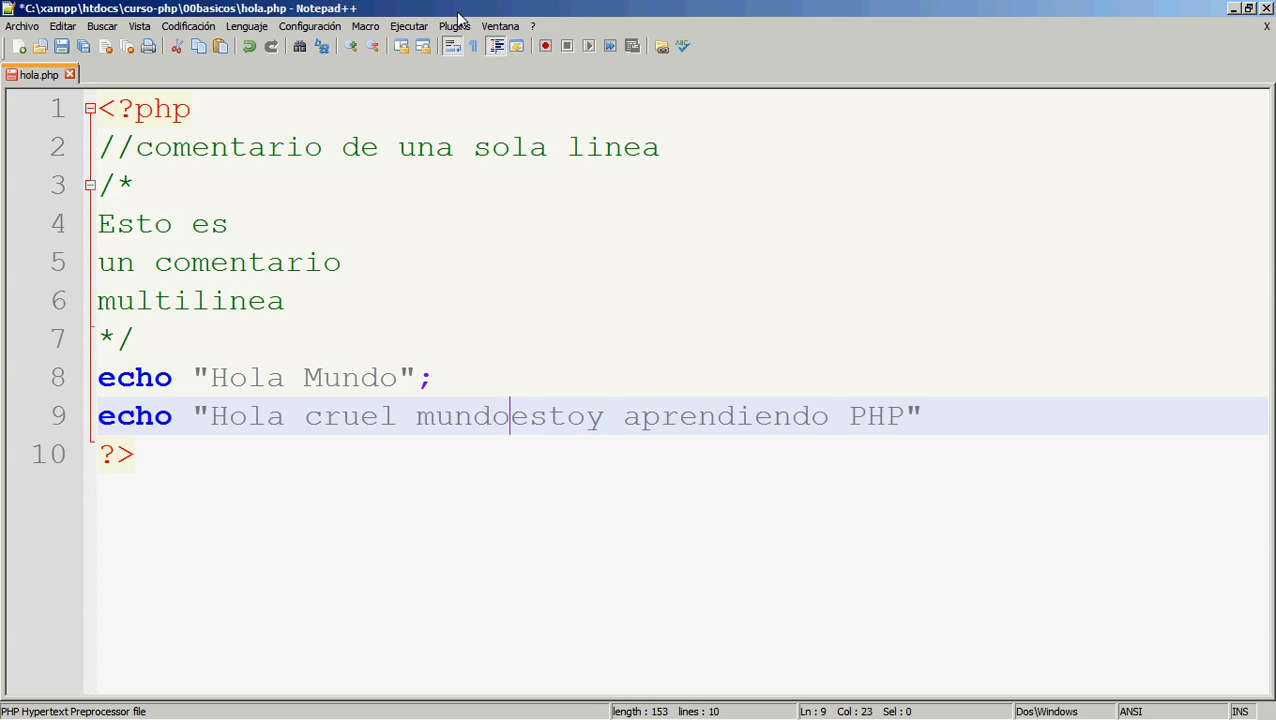 *C:\xampp\htdocs\curso-php\00basicos\hola.php - Notepad++
Archivo Editar Buscar Vista Codificación Lenguaje Configuración Macro Ejecutar Plugins Ventana ? X
hola.php
1 <?php
2 //comentario de una sola linea
3 /*
4 Esto es
5 un comentario
6 multilinea
7 */
8 echo "Hola Mundo";
9 echo "Hola cruel mundoestoy aprendiendo PHP"
10 ?>
PHP Hypertext Preprocessor file length : 153 lines : 10 Ln : 9 Col : 23 Sel : 0 Dos\Windows ANSI INS